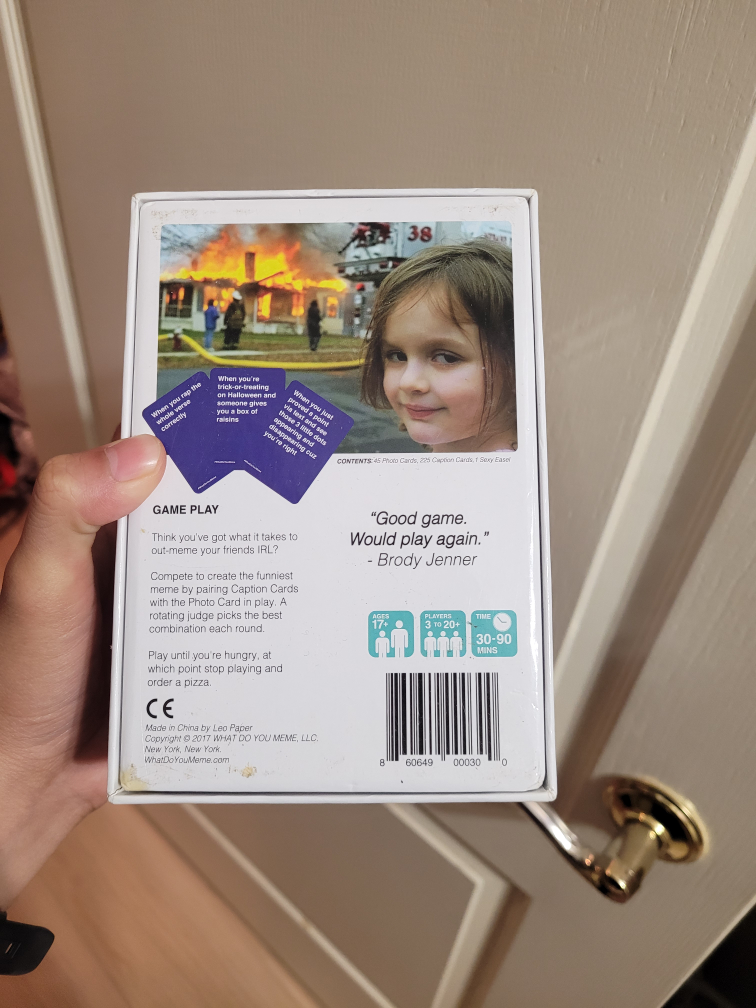 38
When you rap the
whole verse
correctly
When you're
trick-or-treating
on Halloween and
someone gives
you a box of
raisins
When you just
proved a point
via text and see
those 3 little dots
appearing and
disappearing cuz
you're right
CONTENTS: 45 Photo Cards, 225 Caption Cards, 1 Sexy Easel
GAME PLAY
Think you've got what it takes to
out-meme your friends IRL?
Compete to create the funniest
meme by pairing Caption Cards
with the Photo Card in play. A
rotating judge picks the best
combination each round.
Play until you're hungry, at
which point stop playing and
order a pizza.
"Good game.
Would play again."
- Brody Jenner
AGES
17+
PLAYERS
3 TO 20+
TIME
30-90
MINS
CE
Made in China by Leo Paper
Copyright © 2017 WHAT DO YOU MEME, LLC.
New York, New York.
WhatDoYouMeme.com
8 60649 00030 0